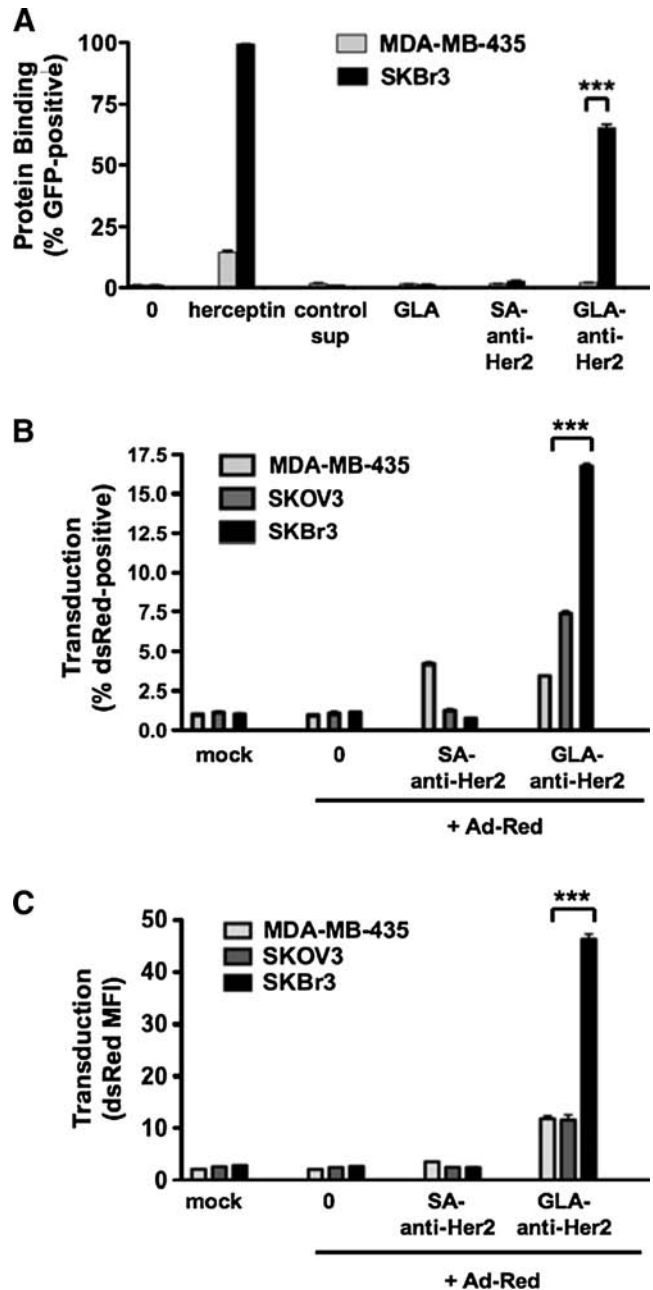 A
Protein Binding
(% GFP-positive)
100
75
50
25
0
MDA-MB-435
SKBr3
***
0
herceptin
control
sup
GLA
SA-
anti-
Her2
GLA-
anti-
Her2
B
Transduction
(% dsRed-positive)
17.5
15.0
12.5
10.0
7.5
5.0
2.5
0.0
MDA-MB-435
SKOV3
SKBr3
***
mock
0
SA-
anti-Her2
GLA-
anti-Her2
+ Ad-Red
C
Transduction
(dsRed MFI)
50
40
30
20
10
0
MDA-MB-435
SKOV3
SKBr3
***
mock
0
SA-
anti-Her2
GLA-
anti-Her2
+ Ad-Red